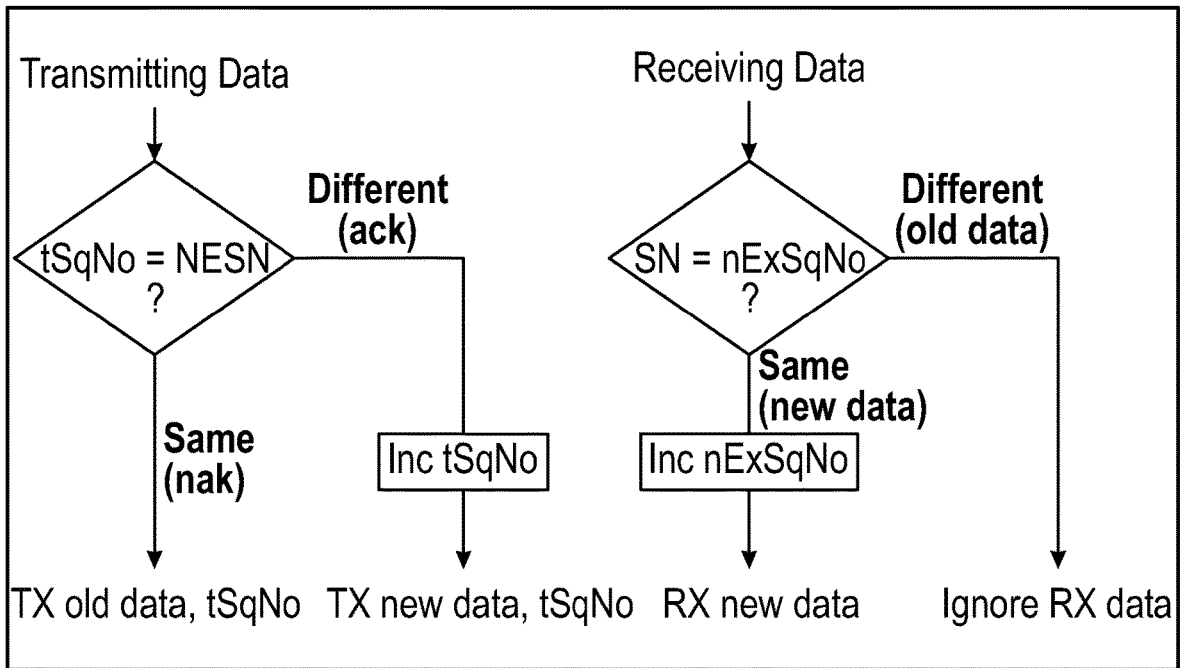 Transmitting Data
tSqNo = NESN
?
Different
(ack)
Same
(nak)
Inc tSqNo
TX old data, tSqNo
TX new data, tSqNo
Receiving Data
SN = nExSqNo
?
Different
(old data)
Same
(new data)
Inc nExSqNo
RX new data
Ignore RX data